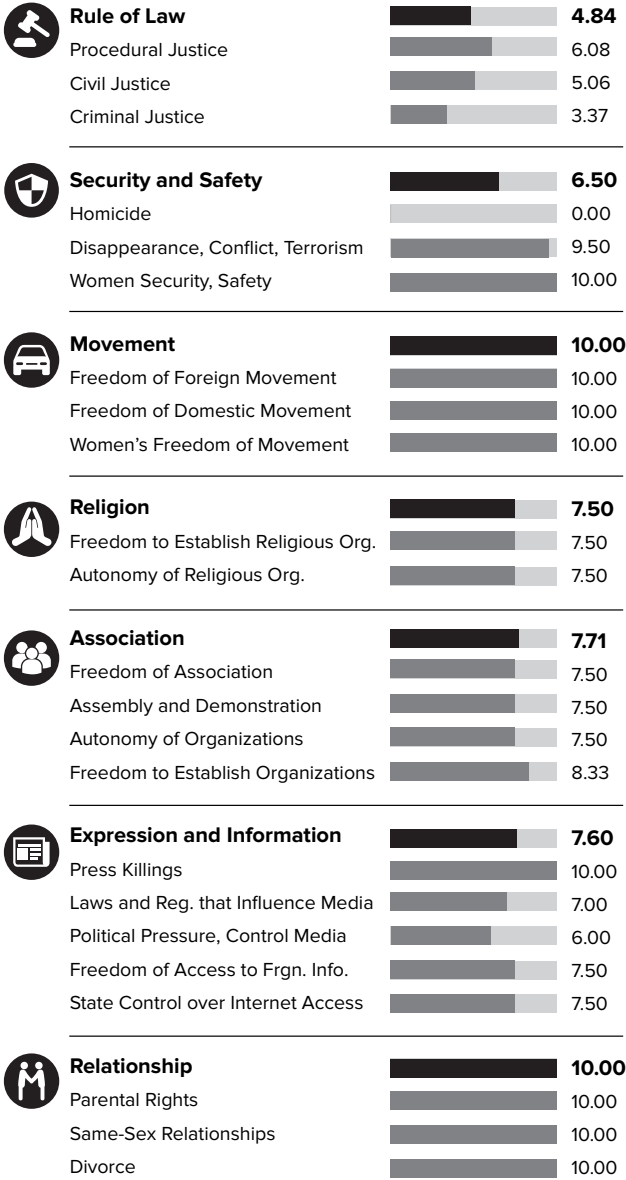 Rule of Law 4.84
Procedural Justice 6.08
Civil Justice 5.06
Criminal Justice 3.37
Security and Safety 6.50
Homicide 0.00
Disappearance, Conflict, Terrorism 9.50
Women Security, Safety 10.00
Movement 10.00
Freedom of Foreign Movement 10.00
Freedom of Domestic Movement 10.00
Women's Freedom of Movement 10.00
Religion 7.50
Freedom to Establish Religious Org. 7.50
Autonomy of Religious Org. 7.50
Association 7.71
Freedom of Association 7.50
Assembly and Demonstration 7.50
Autonomy of Organizations 7.50
Freedom to Establish Organizations 8.33
Expression and Information 7.60
Press Killings 10.00
Laws and Reg. that Influence Media 7.00
Political Pressure, Control Media 6.00
Freedom of Access to Frgn. Info. 7.50
State Control over Internet Access 7.50
Relationship 10.00
Parental Rights 10.00
Same-Sex Relationships 10.00
Divorce 10.00